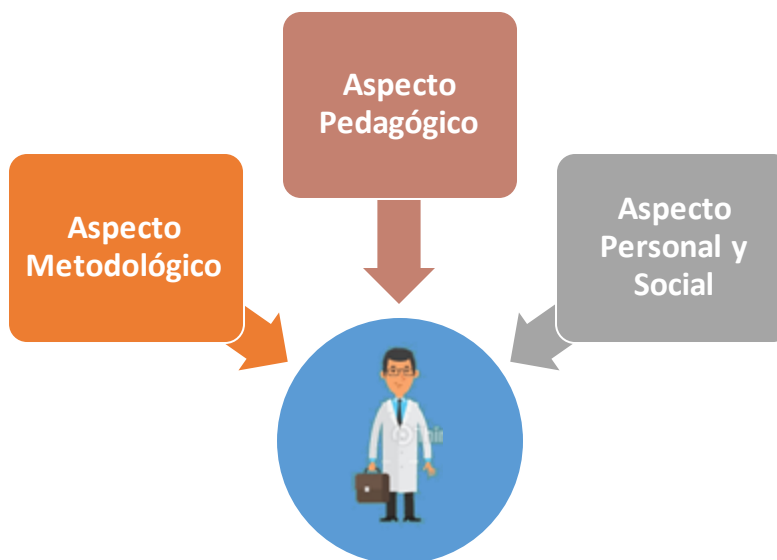 Aspecto
Pedagógico
Aspecto
Metodológico
Aspecto
Personal y
Social